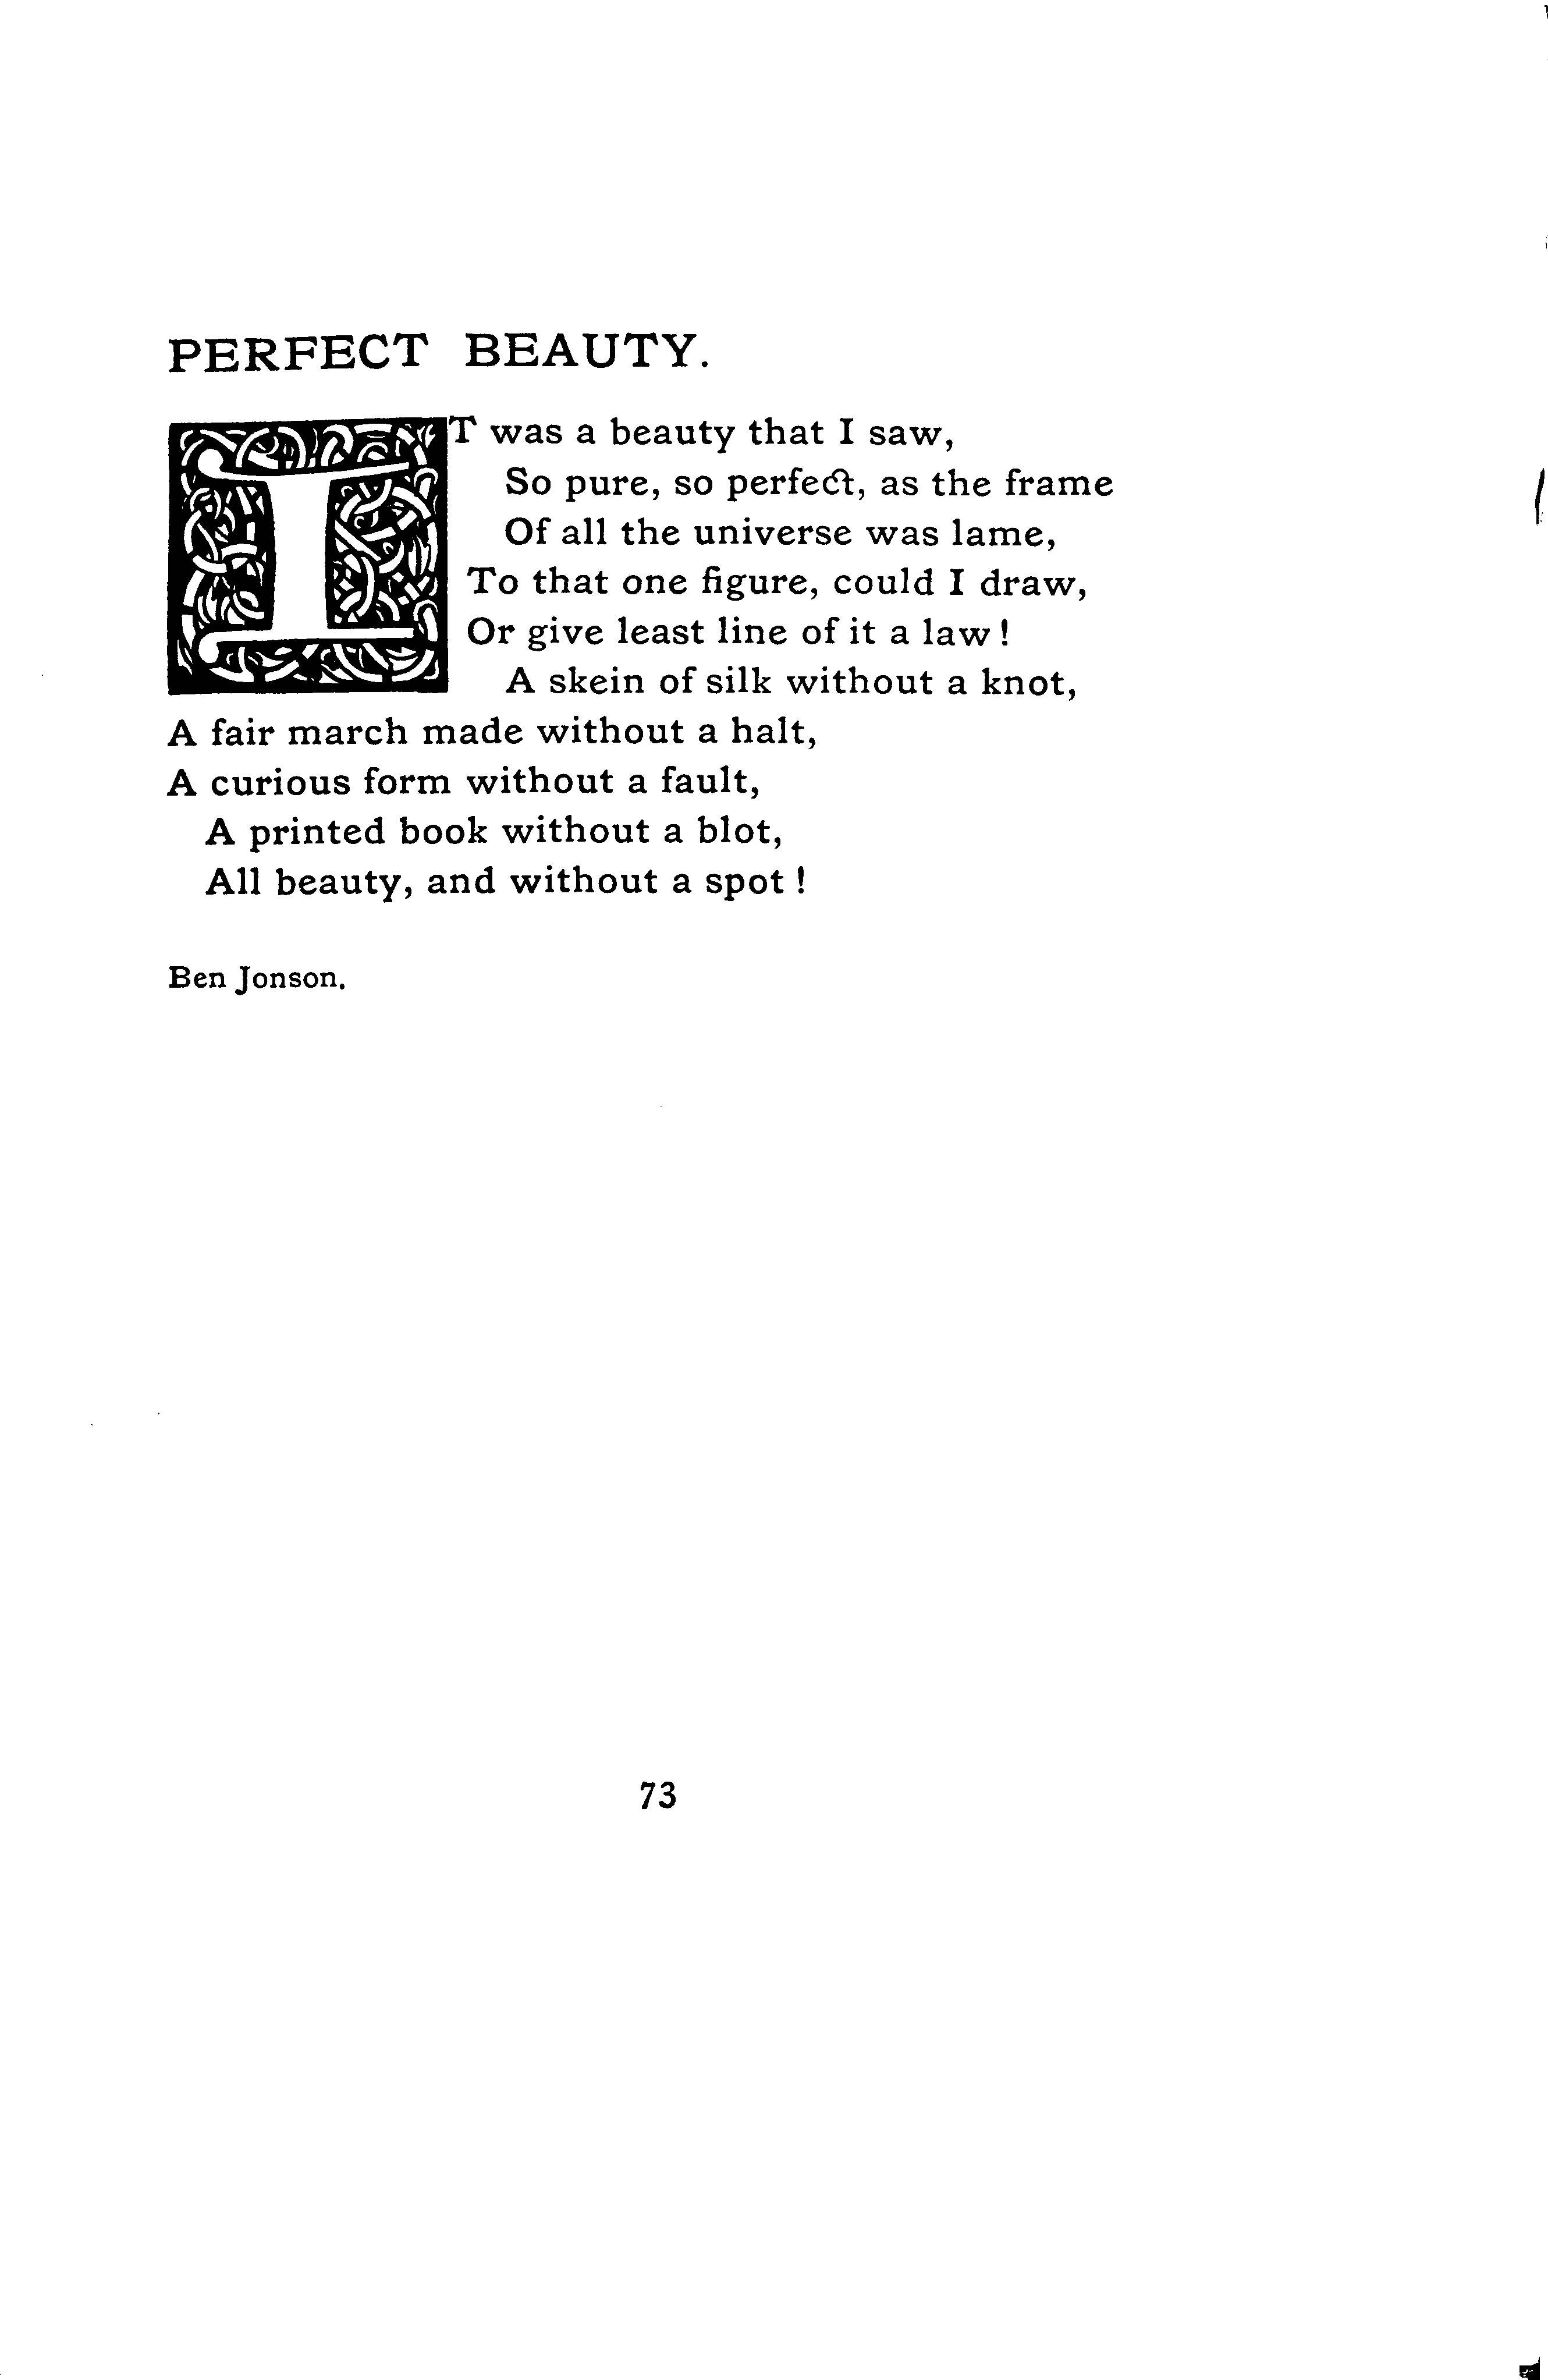 PERFECT BEAUTY.
IT was a beauty that I saw,
So pure, so perfect, as the frame
Of all the universe was lame,
To that one figure, could I draw,
Or give least line of it a law!
A skein of silk without a knot,
A fair march made without a halt,
A curious form without a fault,
A printed book without a blot,
All beauty, and without a spot!
Ben Jonson.
73